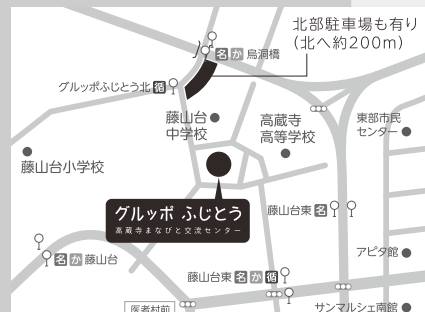 北部駐車場も有り
(北へ約200m)
名か 烏洞橋
グルッポふじとう北 循
藤山台
中学校
高蔵寺
高等学校
東部市民
センター
藤山台小学校
グルッポ ふじとう
高蔵寺まなびと交流センター
藤山台東 名
名か 藤山台
アピタ館
藤山台東 名か循
医者村前
サンマルシェ南館